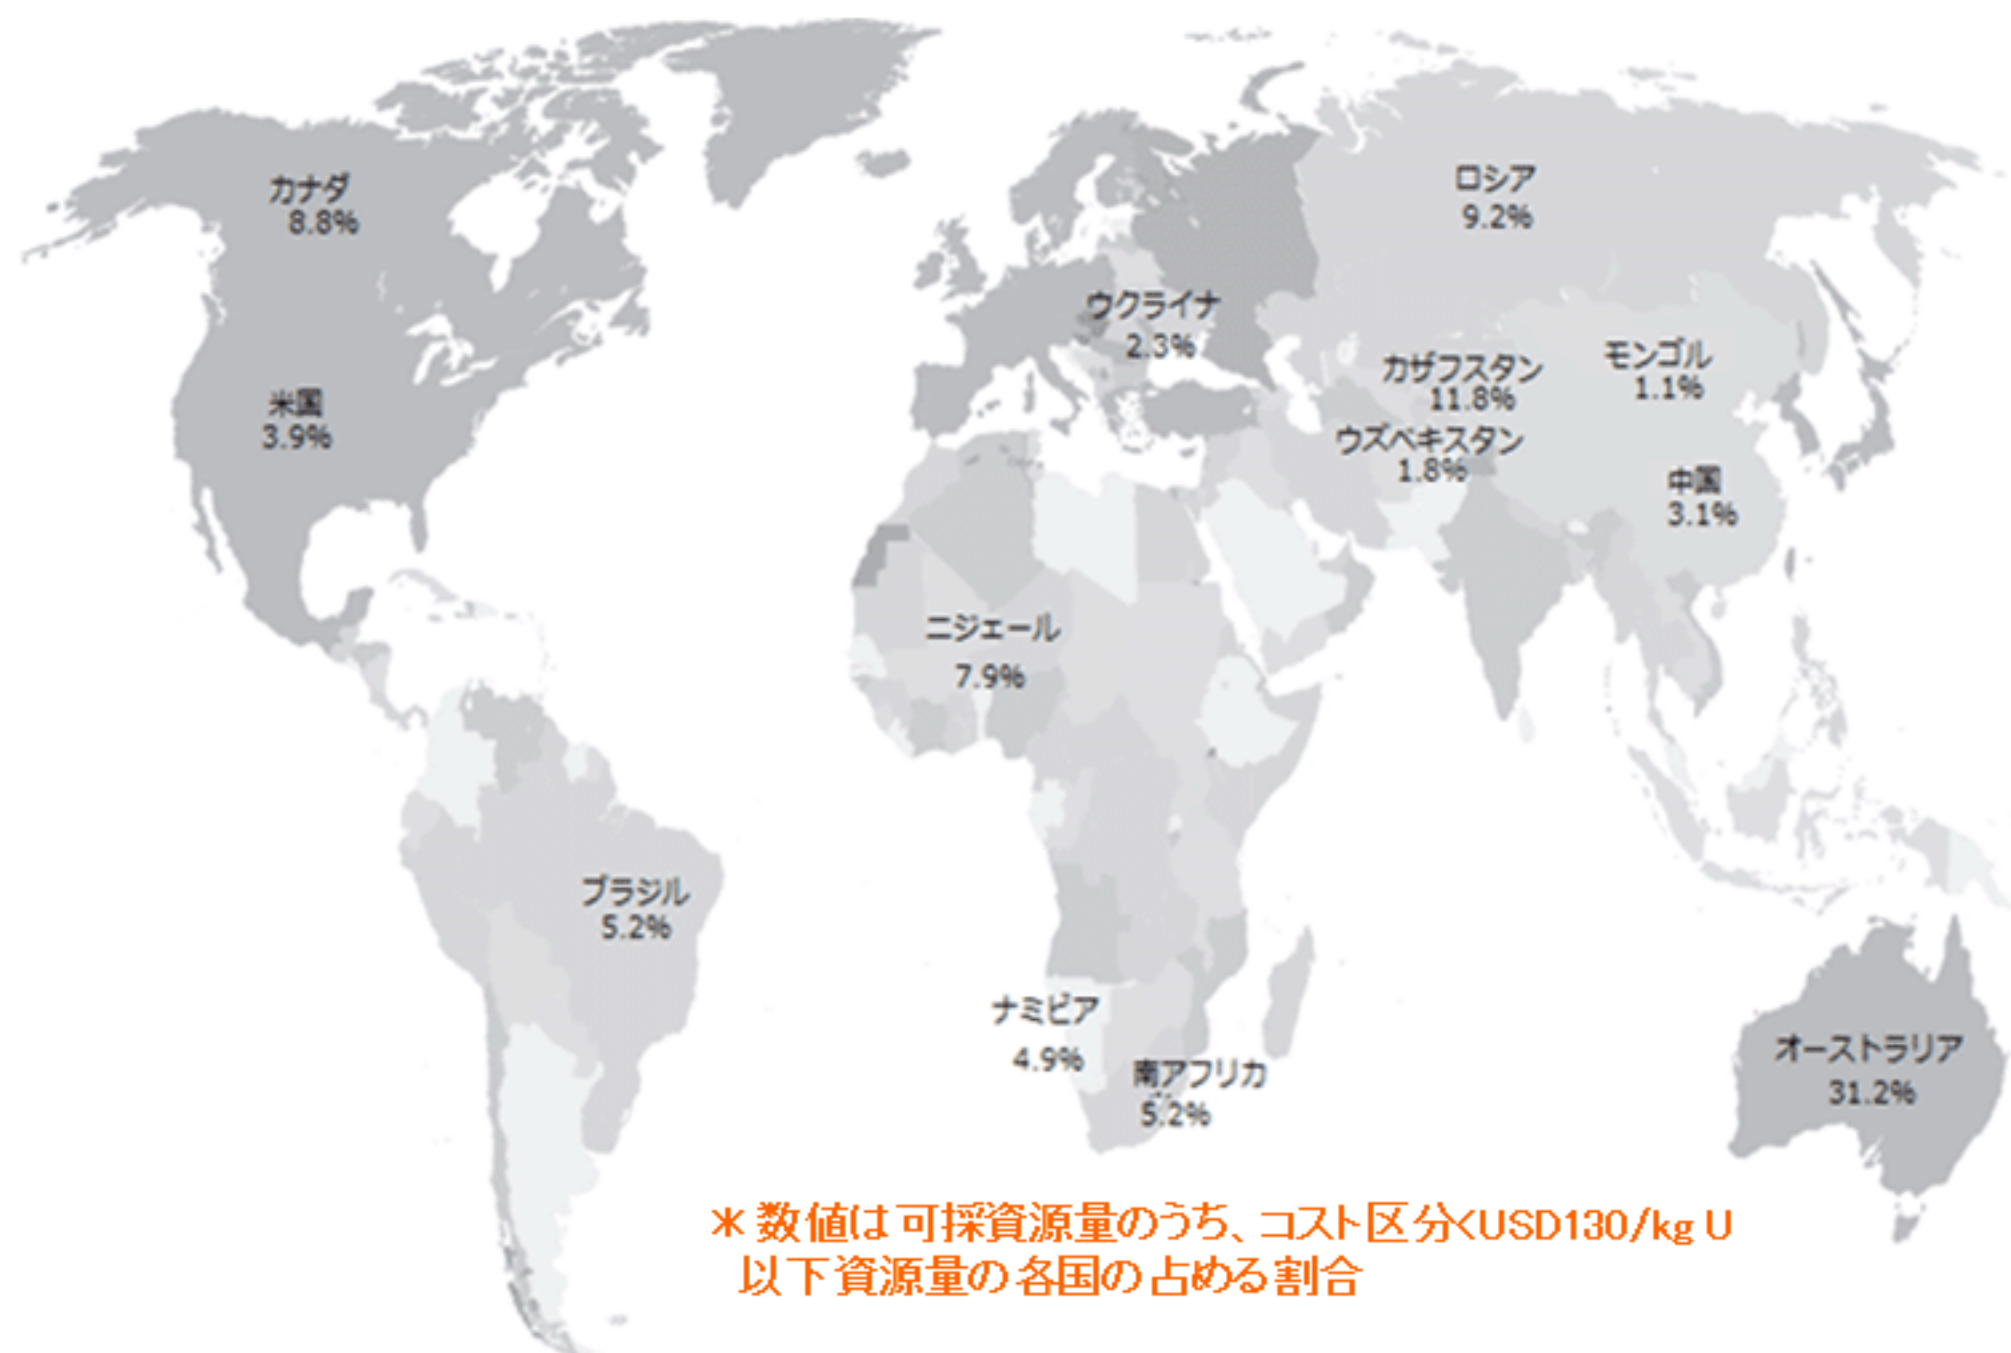 カナダ
8.8%
ロシア
9.2%
ウクライナ
2.3%
カザフスタン
11.8%
モンゴル
1.1%
米国
3.9%
ウズベキスタン
1.8%
中国
3.1%
ニジェール
7.9%
ブラジル
5.2%
ナミビア
4.9%
南アフリカ
5.2%
オーストラリア
31.2%
＊数値は可採資源量のうち、コスト区分<USD130/kg U
以下資源量の各国の占める割合